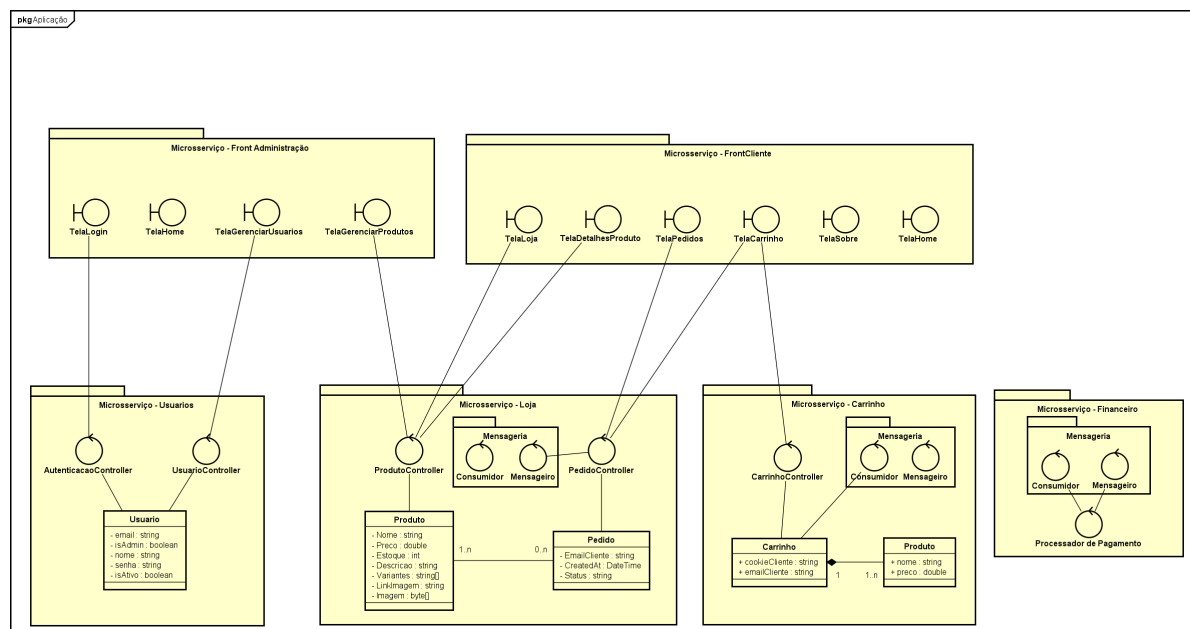 pkg Aplicação
Microsserviço - Front Administração
TelaLogin
TelaHome
TelaGerenciarUsuarios
TelaGerenciarProdutos
Microsserviço - FrontCliente
TelaLoja
TelaDetalhesProduto
TelaPedidos
TelaCarrinho
TelaSobre
TelaHome
Microsserviço - Usuarios
AutenticacaoController
UsuarioController
Usuario
- email : string
- isAdmin : boolean
- nome : string
- senha : string
- isAtivo : boolean
Microsserviço - Loja
Mensageria
ProdutoController
Consumidor
Mensageiro
PedidoController
Produto
- Nome : string
- Preco : double
- Estoque : int
- Descricao : string
- Variantes : string[]
- LinkImagem : string
- Imagem : byte[]
1..n
0..n
Pedido
- EmailCliente : string
- CreatedAt : DateTime
- Status : string
Microsserviço - Carrinho
Mensageria
CarrinhoController
Consumidor
Mensageiro
Carrinho
+ cookieCliente : string
+ emailCliente : string
1
1..n
Produto
+ nome : string
+ preco : double
Microsserviço - Financeiro
Mensageria
Consumidor
Mensageiro
Processador de Pagamento